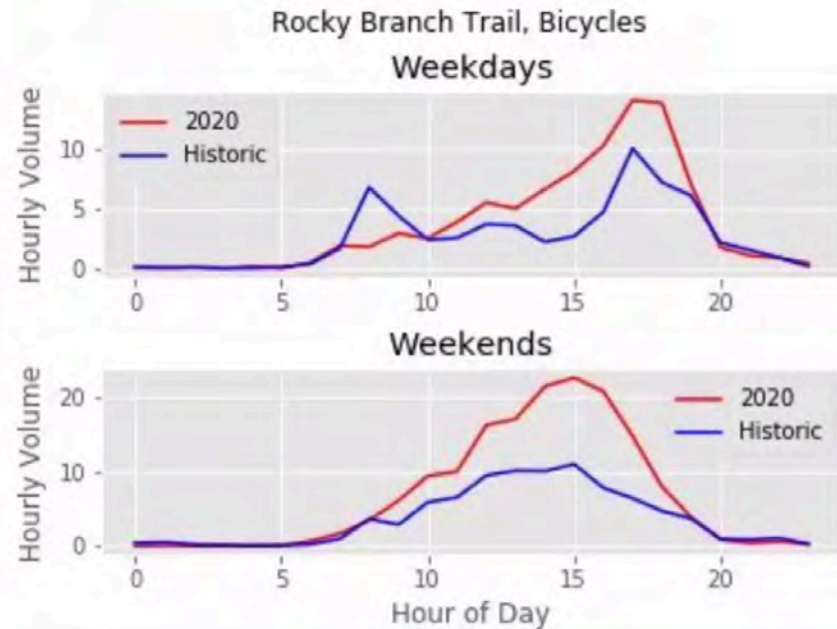 Rocky Branch Trail, Bicycles
Weekdays
Hourly Volume
2020
Historic
10
5
0
0 5 10 15 20
Weekends
Hourly Volume
2020
Historic
20
10
0
0 5 10 15 20
Hour of Day